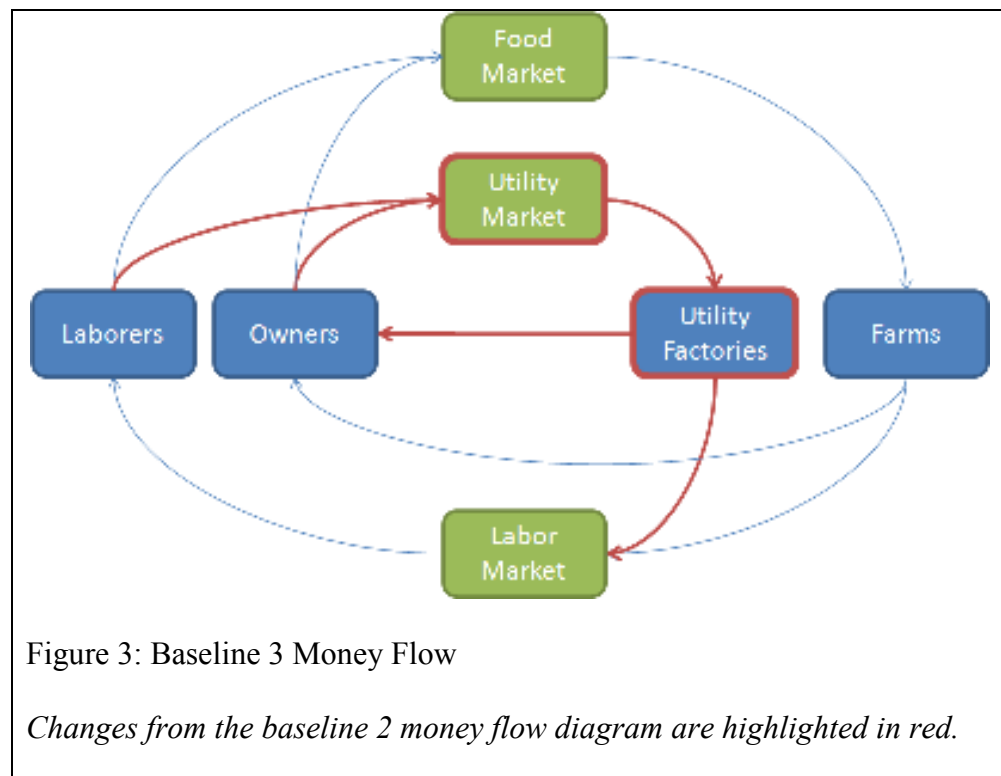 Food
Market
Utility
Market
Laborers
Owners
Utility
Factories
Farms
Labor
Market
Figure 3: Baseline 3 Money Flow
Changes from the baseline 2 money flow diagram are highlighted in red.